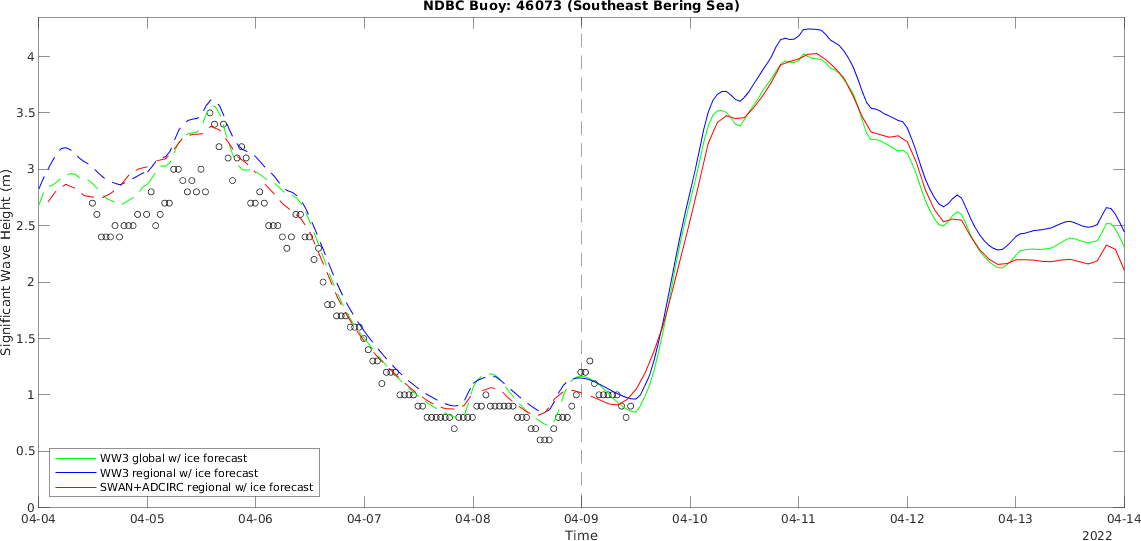 NDBC Buoy: 46073 (Southeast Bering Sea)
Significant Wave Height (m)
4
3.5
3
2.5
2
1.5
1
0.5
0
WW3 global w/ ice forecast
WW3 regional w/ ice forecast
SWAN+ADCIRC regional w/ ice forecast
04-04 04-05 04-06 04-07 04-08 04-09 04-10 04-11 04-12 04-13 04-14
Time
2022